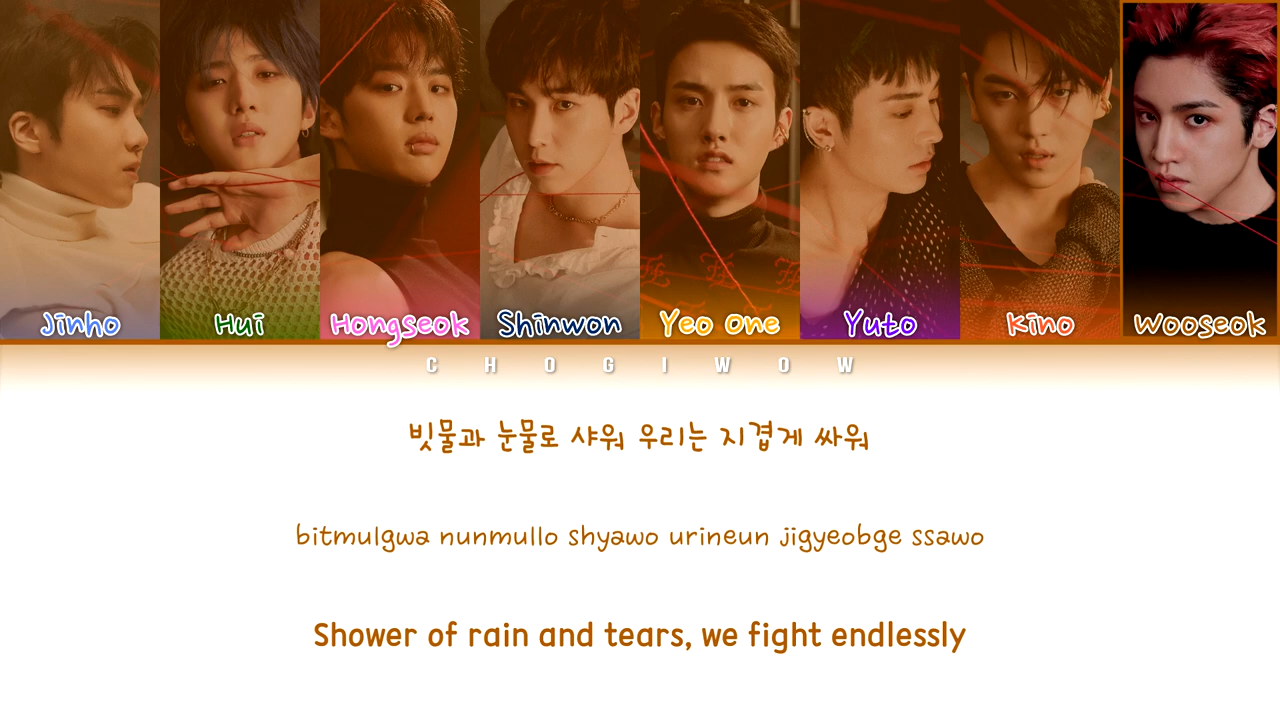 Jinho Hui Hongseok Shinwon Yeo One Yuto Kino Wooseok
CHOGIWOW
빗물과 눈물로 샤워 우리는 지겹게 싸워
bitmulgwa nunmullo shyawo urineun jigyeobge ssawo
Shower of rain and tears, we fight endlessly